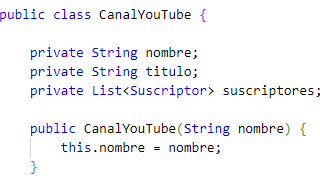 public class CanalYouTube {
private String nombre;
private String titulo;
private List<Suscriptor> suscriptores;
public CanalYouTube(String nombre) {
this.nombre = nombre;
}